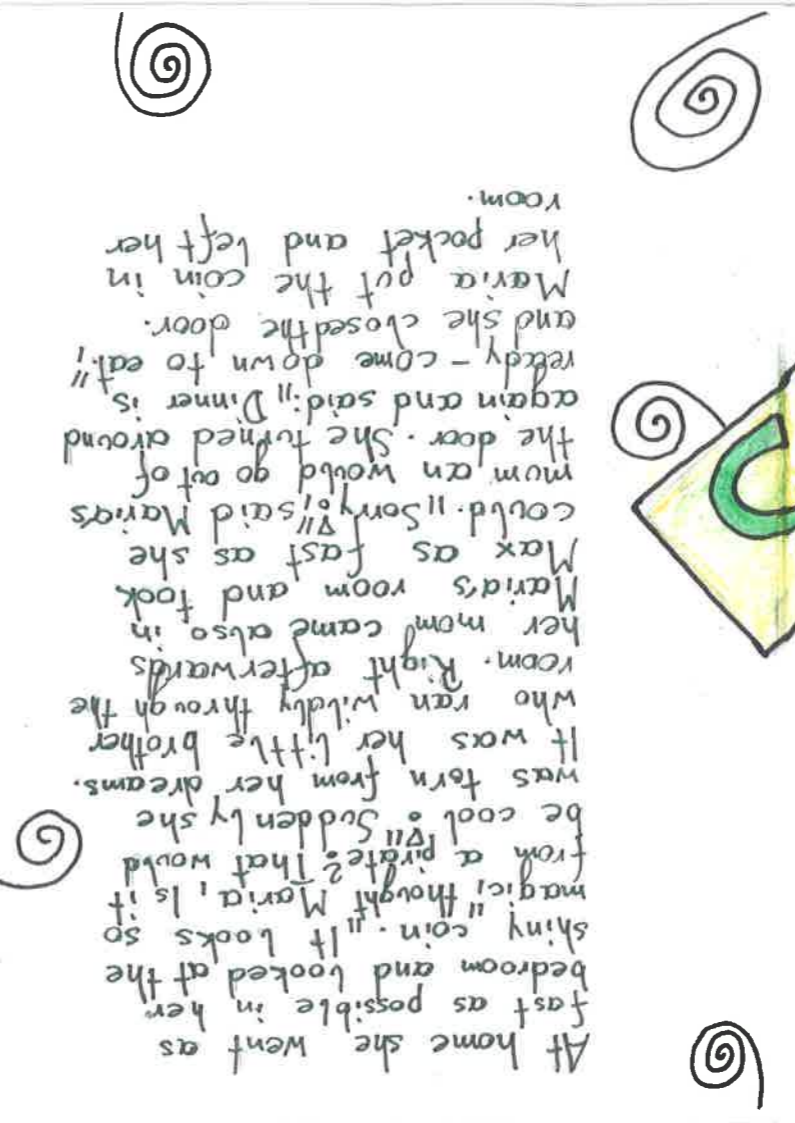 At home she went as
fast as possible in her
bedroom and looked at the
shiny coin. "It looks so
magic," thought Maria, "Is it
from a pirate? That would
be cool!" Suddenly she
was torn from her dreams.
It was her little brother
who ran wildly through the
room. Right afterwards
her mom came also in
Maria's room and took
Max as fast as she
could. "Sorry!", said Maria's
mum an would go out of
the door. She turned around
again and said: "Dinner is
ready - come down to eat,"
and she closed the door.
Maria put the coin in
her pocket and left her
room.